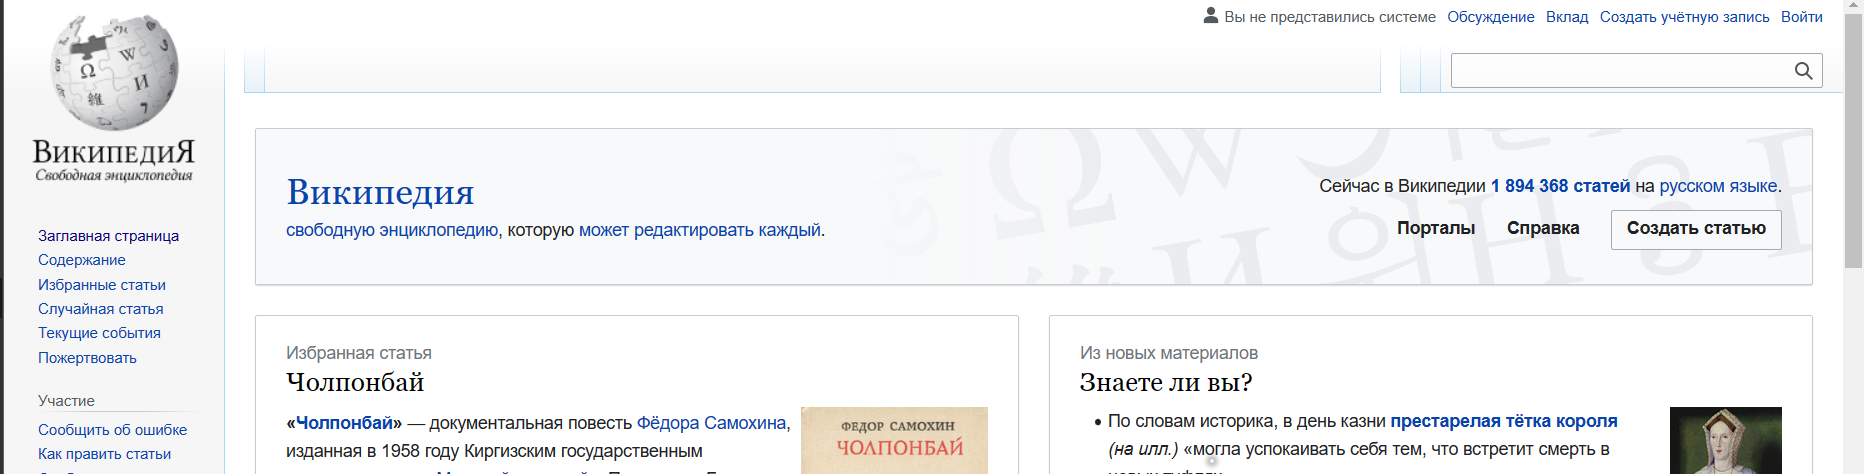 Вы не представились системе Обсуждение Вклад Создать учётную запись Войти
ВикипедиЯ
Свободная энциклопедия
Заглавная страница
Содержание
Избранные статьи
Случайная статья
Текущие события
Пожертвовать
Участие
Сообщить об ошибке
Как править статьи
Википедия
свободную энциклопедию, которую может редактировать каждый.
Сейчас в Википедии 1 894 368 статей на русском языке.
Порталы Справка Создать статью
Избранная статья
Чолпонбай
«Чолпонбай» — документальная повесть Фёдора Самохина,
изданная в 1958 году Киргизским государственным
ФЕДОР САМОХИН
ЧОЛПОНБАЙ
Из новых материалов
Знаете ли вы?
По словам историка, в день казни престарелая тётка короля
(на илл.) «могла успокаивать себя тем, что встретит смерть в